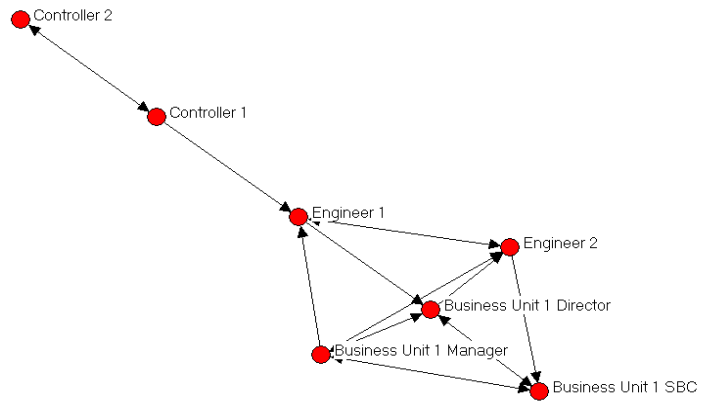 Controller 2
Controller 1
Engineer 1
Engineer 2
Business Unit 1 Director
Business Unit 1 Manager
Business Unit 1 SBC